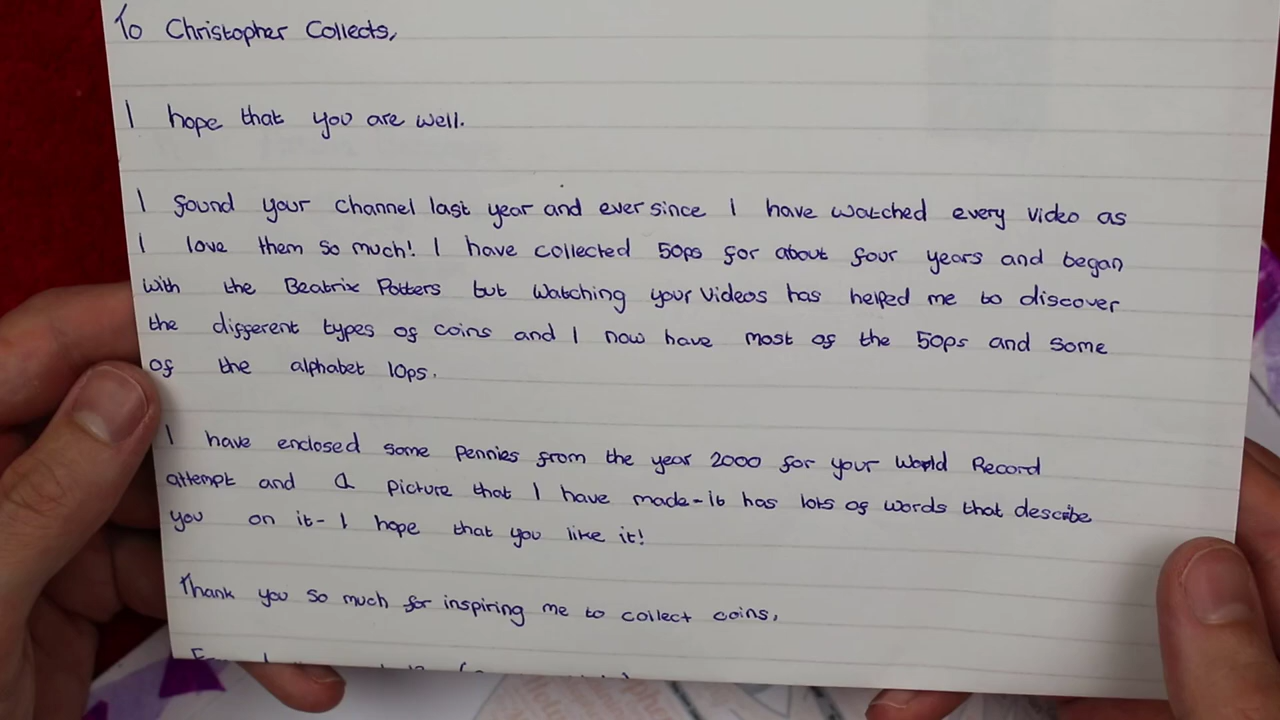 To Christopher Collects,
I hope that you are well.
I found your channel last year and ever since I have watched every video as
I love them so much! I have collected 50ps for about four years and began
with the Beatrix Potters but watching your videos has helped me to discover
the different types of coins and I now have most of the 50ps and some
of the alphabet 10ps.
I have enclosed some pennies from the year 2000 for your World Record
attempt and a picture that I have made-it has lots of words that describe
you on it- I hope that you like it!
Thank you so much for inspiring me to collect coins,